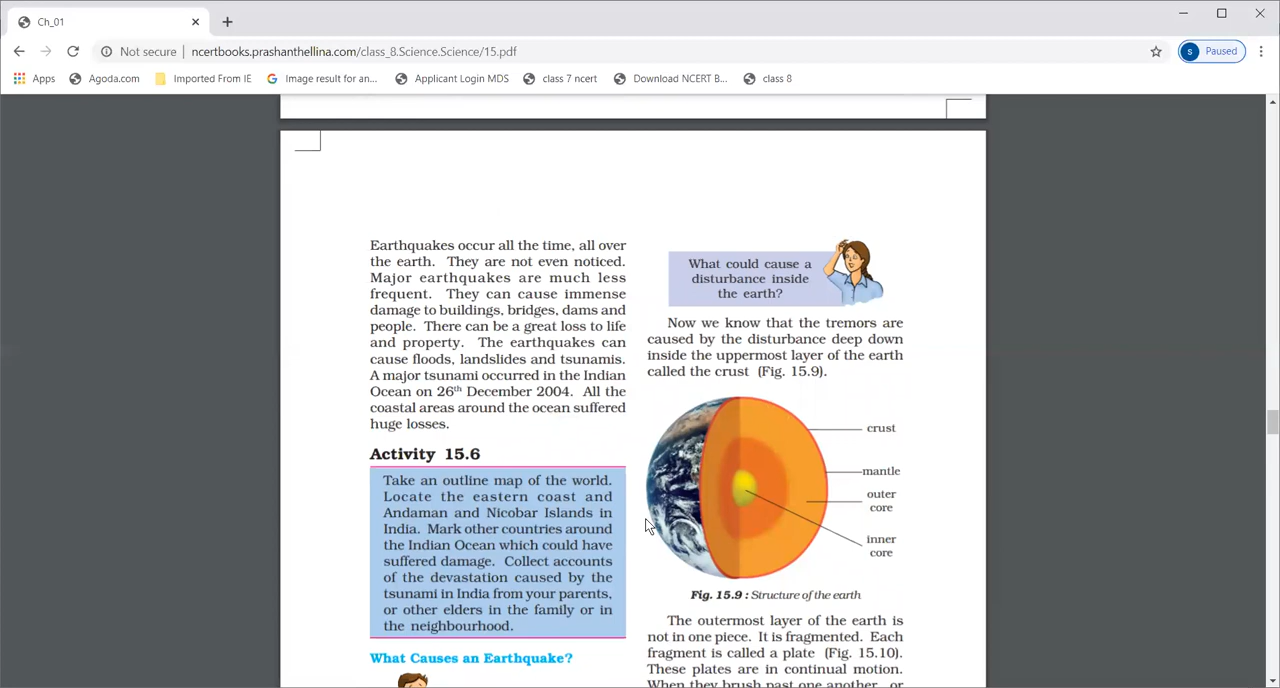 Ch_01
Not secure | ncertbooks.prashanthellina.com/class_8.Science.Science/15.pdf
S Paused
Apps Agoda.com Imported From IE Image result for an... Applicant Login MDS class 7 ncert Download NCERT B... class 8
Earthquakes occur all the time, all over
the earth. They are not even noticed.
Major earthquakes are much less
frequent. They can cause immense
damage to buildings, bridges, dams and
people. There can be a great loss to life
and property. The earthquakes can
cause floods, landslides and tsunamis.
A major tsunami occurred in the Indian
Ocean on 26th December 2004. All the
coastal areas around the ocean suffered
huge losses.
Activity 15.6
Take an outline map of the world.
Locate the eastern coast and
Andaman and Nicobar Islands in
India. Mark other countries around
the Indian Ocean which could have
suffered damage. Collect accounts
of the devastation caused by the
tsunami in India from your parents,
or other elders in the family or in
the neighbourhood.
What Causes an Earthquake?
What could cause a
disturbance inside
the earth?
Now we know that the tremors are
caused by the disturbance deep down
inside the uppermost layer of the earth
called the crust (Fig. 15.9).
crust
mantle
outer
core
inner
core
Fig. 15.9 : Structure of the earth
The outermost layer of the earth is
not in one piece. It is fragmented. Each
fragment is called a plate (Fig. 15.10).
These plates are in continual motion.
When they brush past one another, or